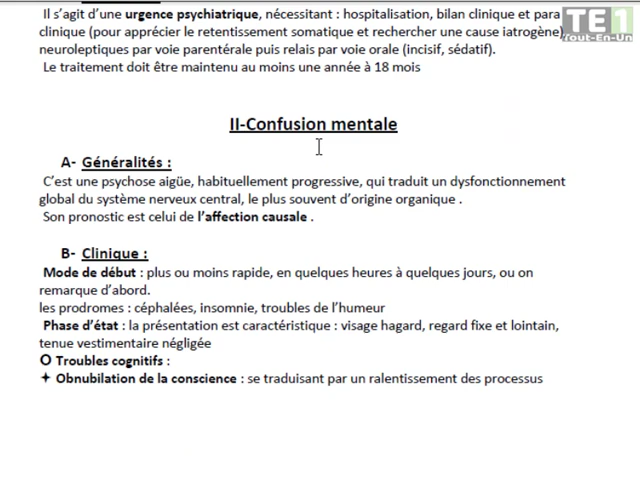 Il s’agit d’une urgence psychiatrique, nécessitant : hospitalisation, bilan clinique et para
clinique (pour apprécier le retentissement somatique et rechercher une cause iatrogène),
neuroleptiques par voie parentérale puis relais par voie orale (incisif, sédatif).
Le traitement doit être maintenu au moins une année à 18 mois
TE1
Tout-En-Un
II-Confusion mentale
A- Généralités :
C’est une psychose aigüe, habituellement progressive, qui traduit un dysfonctionnement
global du système nerveux central, le plus souvent d’origine organique .
Son pronostic est celui de l’affection causale .
B- Clinique :
Mode de début : plus ou moins rapide, en quelques heures à quelques jours, ou on
remarque d’abord.
les prodromes : céphalées, insomnie, troubles de l’humeur
Phase d’état : la présentation est caractéristique : visage hagard, regard fixe et lointain,
tenue vestimentaire négligée
O Troubles cognitifs :
✦ Obnubilation de la conscience : se traduisant par un ralentissement des processus